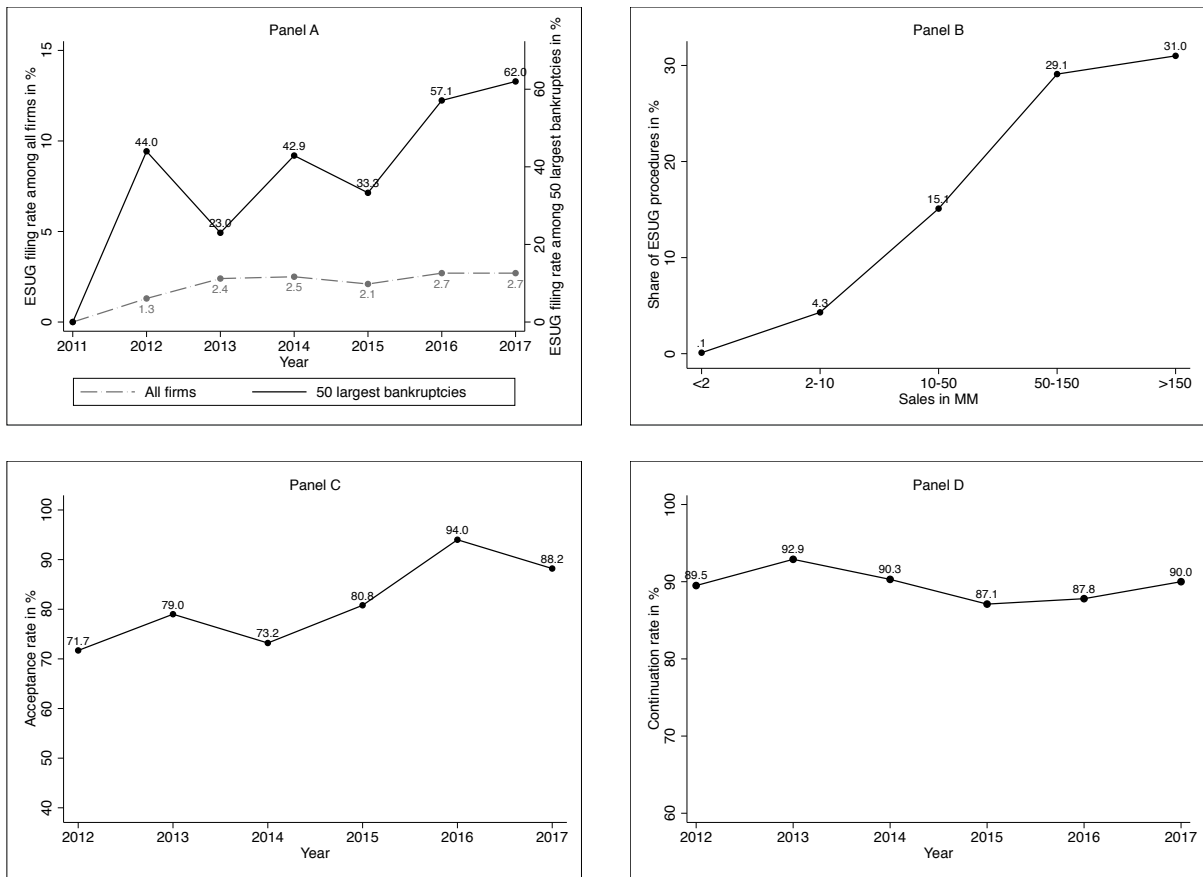 Panel A
ESUG filing rate among all firms in %
15
10
5
0
ESUG filing rate among 50 largest bankruptcies in %
60
40
20
0
44.0
23.0
42.9
33.3
57.1
62.0
1.3
2.4
2.5
2.1
2.7
2.7
2011 2012 2013 2014 2015 2016 2017
Year
All firms 50 largest bankruptcies
Panel B
Share of ESUG procedures in %
30
20
10
0
.1
4.3
15.1
29.1
31.0
<2 2-10 10-50 50-150 >150
Sales in MM
Panel C
Acceptance rate in %
100
90
80
70
60
50
40
71.7
79.0
73.2
80.8
94.0
88.2
2012 2013 2014 2015 2016 2017
Year
Panel D
Continuation rate in %
100
90
80
70
60
89.5
92.9
90.3
87.1
87.8
90.0
2012 2013 2014 2015 2016 2017
Year